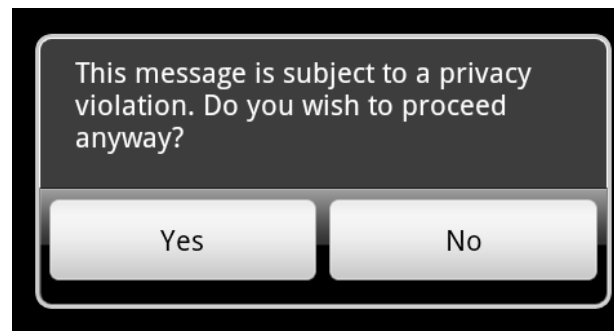 This message is subject to a privacy
violation. Do you wish to proceed
anyway?
Yes
No